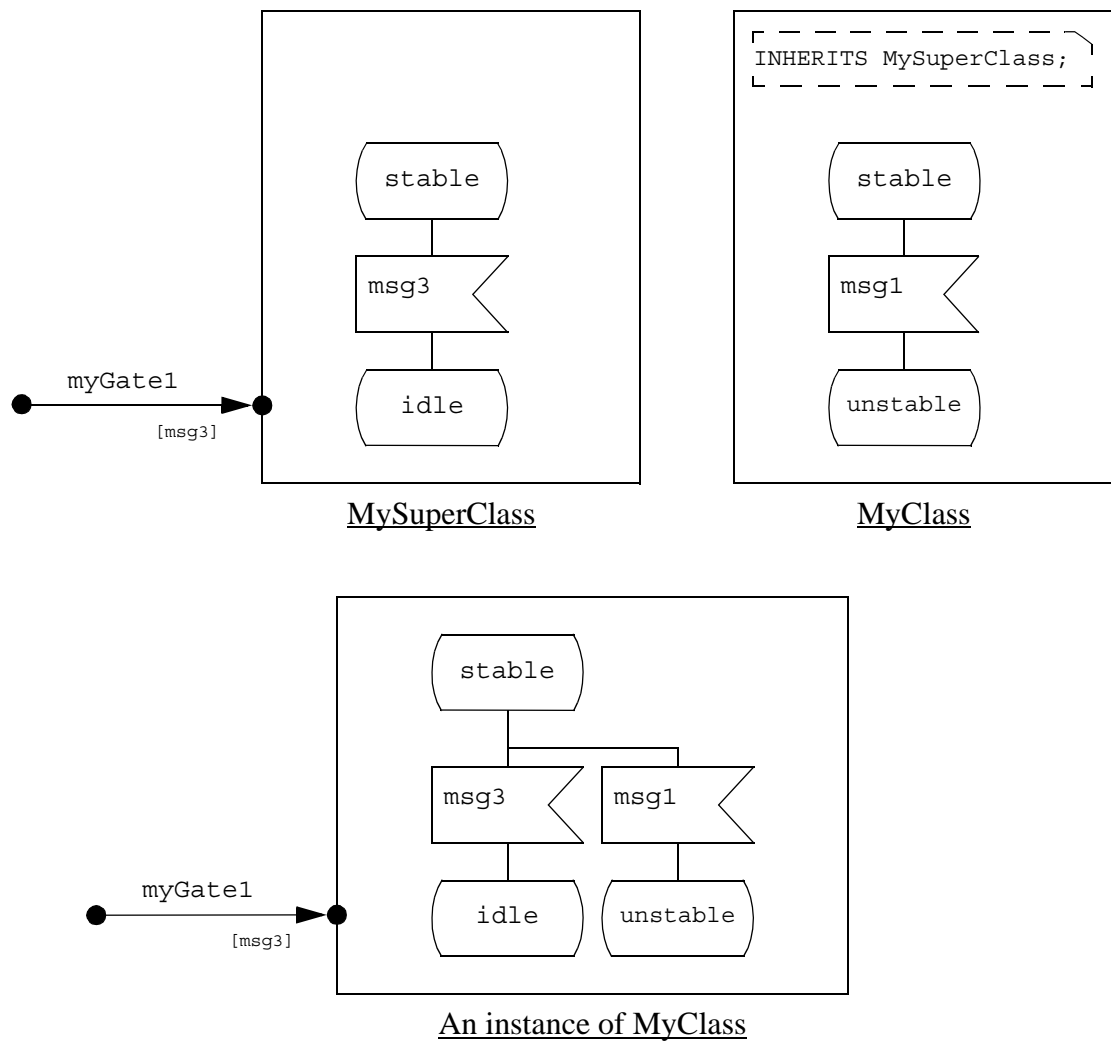 INHERITS MySuperClass;
stable
stable
msg3
msg1
myGate1
idle
unstable
[msg3]
MySuperClass
MyClass
stable
msg3
msg1
myGate1
idle
unstable
[msg3]
An instance of MyClass